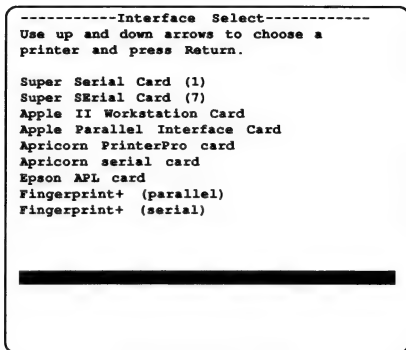 ------------Interface Select-------------
Use up and down arrows to choose a
printer and press Return.
Super Serial Card (1)
Super SErial Card (7)
Apple II Workstation Card
Apple Parallel Interface Card
Apricorn PrinterPro card
Apricorn serial card
Epson APL card
Fingerprint+ (parallel)
Fingerprint+ (serial)